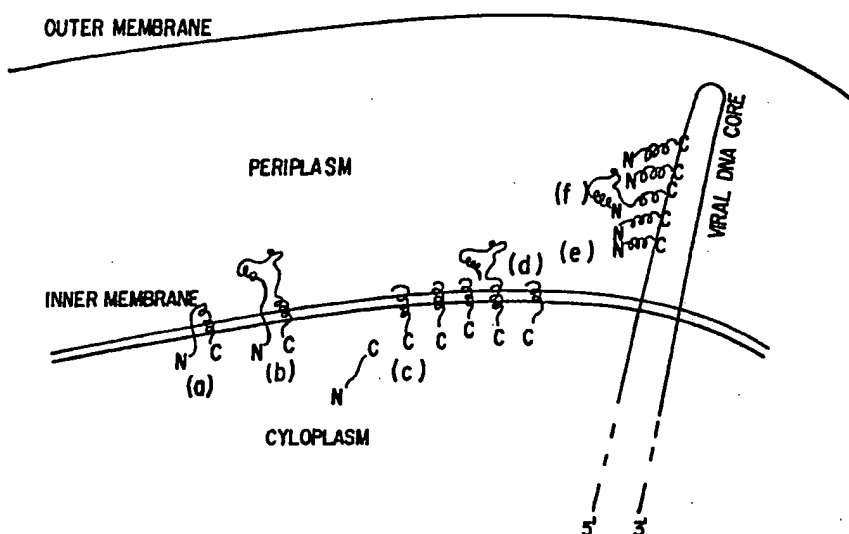 OUTER MEMBRANE
PERIPLASM
VIRAL DNA CORE
N C
N C
(f) N C
N C
(e) N C
(d)
INNER MEMBRANE
N C
(a)
N C
(b)
C C C C C
(c)
N C
CYLOPLASM
5' 3'